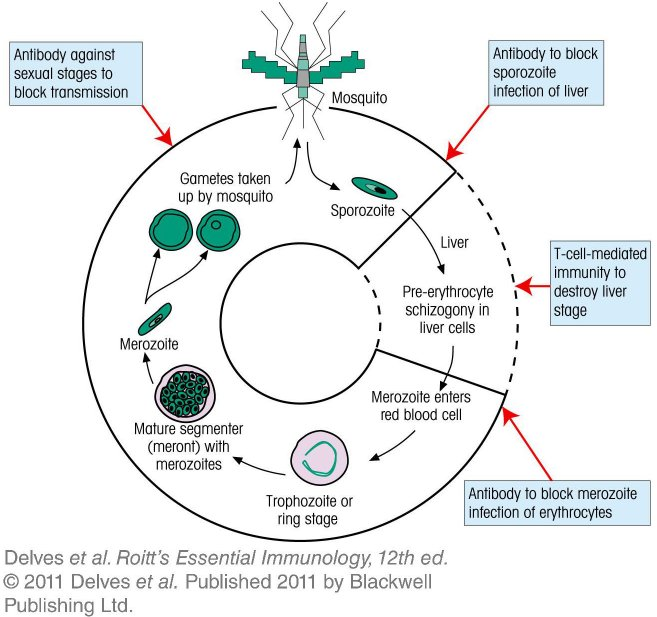 Antibody against
sexual stages to
block transmission
Mosquito
Antibody to block
sporozoite
infection of liver
Gametes taken
up by mosquito
Sporozoite
Liver
T-cell-mediated
immunity to
destroy liver
stage
Pre-erythrocyte
schizogony in
liver cells
Merozoite
Merozoite enters
red blood cell
Mature segmenter
(meront) with
merozoites
Trophozoite or
ring stage
Antibody to block merozoite
infection of erythrocytes
Delves et al. Roitt's Essential Immunology, 12th ed.
© 2011 Delves et al. Published 2011 by Blackwell
Publishing Ltd.